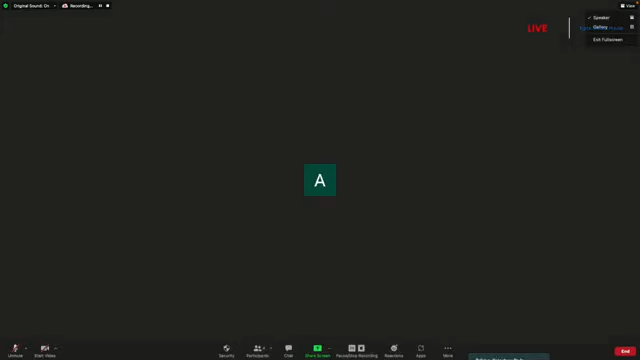 Original Sound: On
Recording...
View
Speaker
Gallery
Exit Fullscreen
LIVE
A
Unmute
Start Video
Security
Participants
Chat
Share Screen
Pause/Stop Recording
Reactions
Apps
More
End